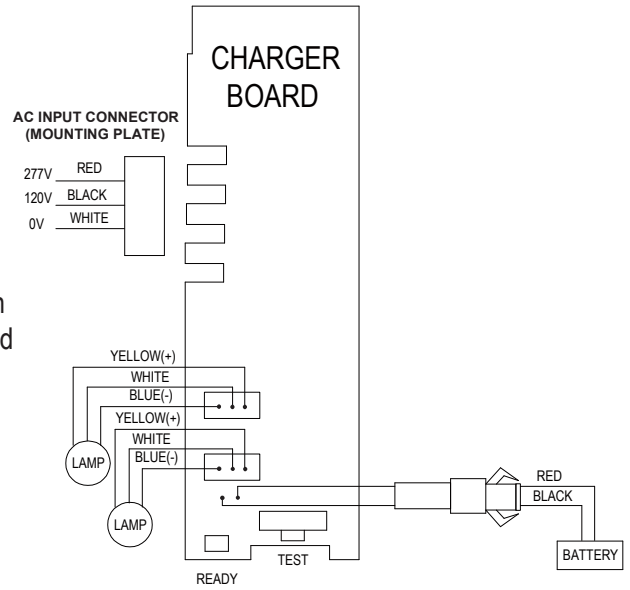 CHARGER
BOARD
AC INPUT CONNECTOR
(MOUNTING PLATE)
277V RED
120V BLACK
0V WHITE
YELLOW(+)
WHITE
BLUE(-)
YELLOW(+)
WHITE
BLUE(-)
LAMP
LAMP
RED
BLACK
BATTERY
TEST
READY